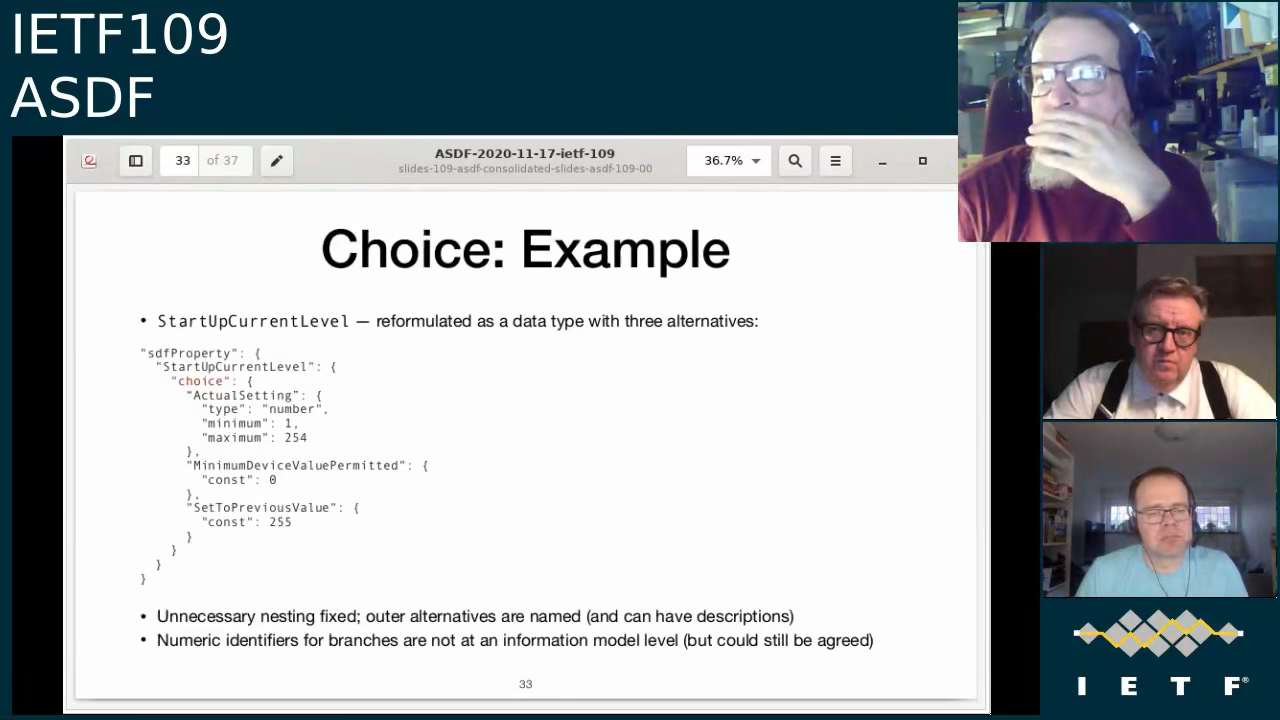 IETF109
ASDF
33 of 37
ASDF-2020-11-17-ietf-109
slides-109-asdf-consolidated-slides-asdf-109-00
36.7%
Choice: Example
• StartUpCurrentLevel — reformulated as a data type with three alternatives:
"sdfProperty": {
"StartUpCurrentLevel": {
"choice": {
"ActualSetting": {
"type": "number",
"minimum": 1,
"maximum": 254
},
"MinimumDeviceValuePermitted": {
"const": 0
},
"SetToPreviousValue": {
"const": 255
}
}
}
}
• Unnecessary nesting fixed; outer alternatives are named (and can have descriptions)
• Numeric identifiers for branches are not at an information model level (but could still be agreed)
33
I E T F®